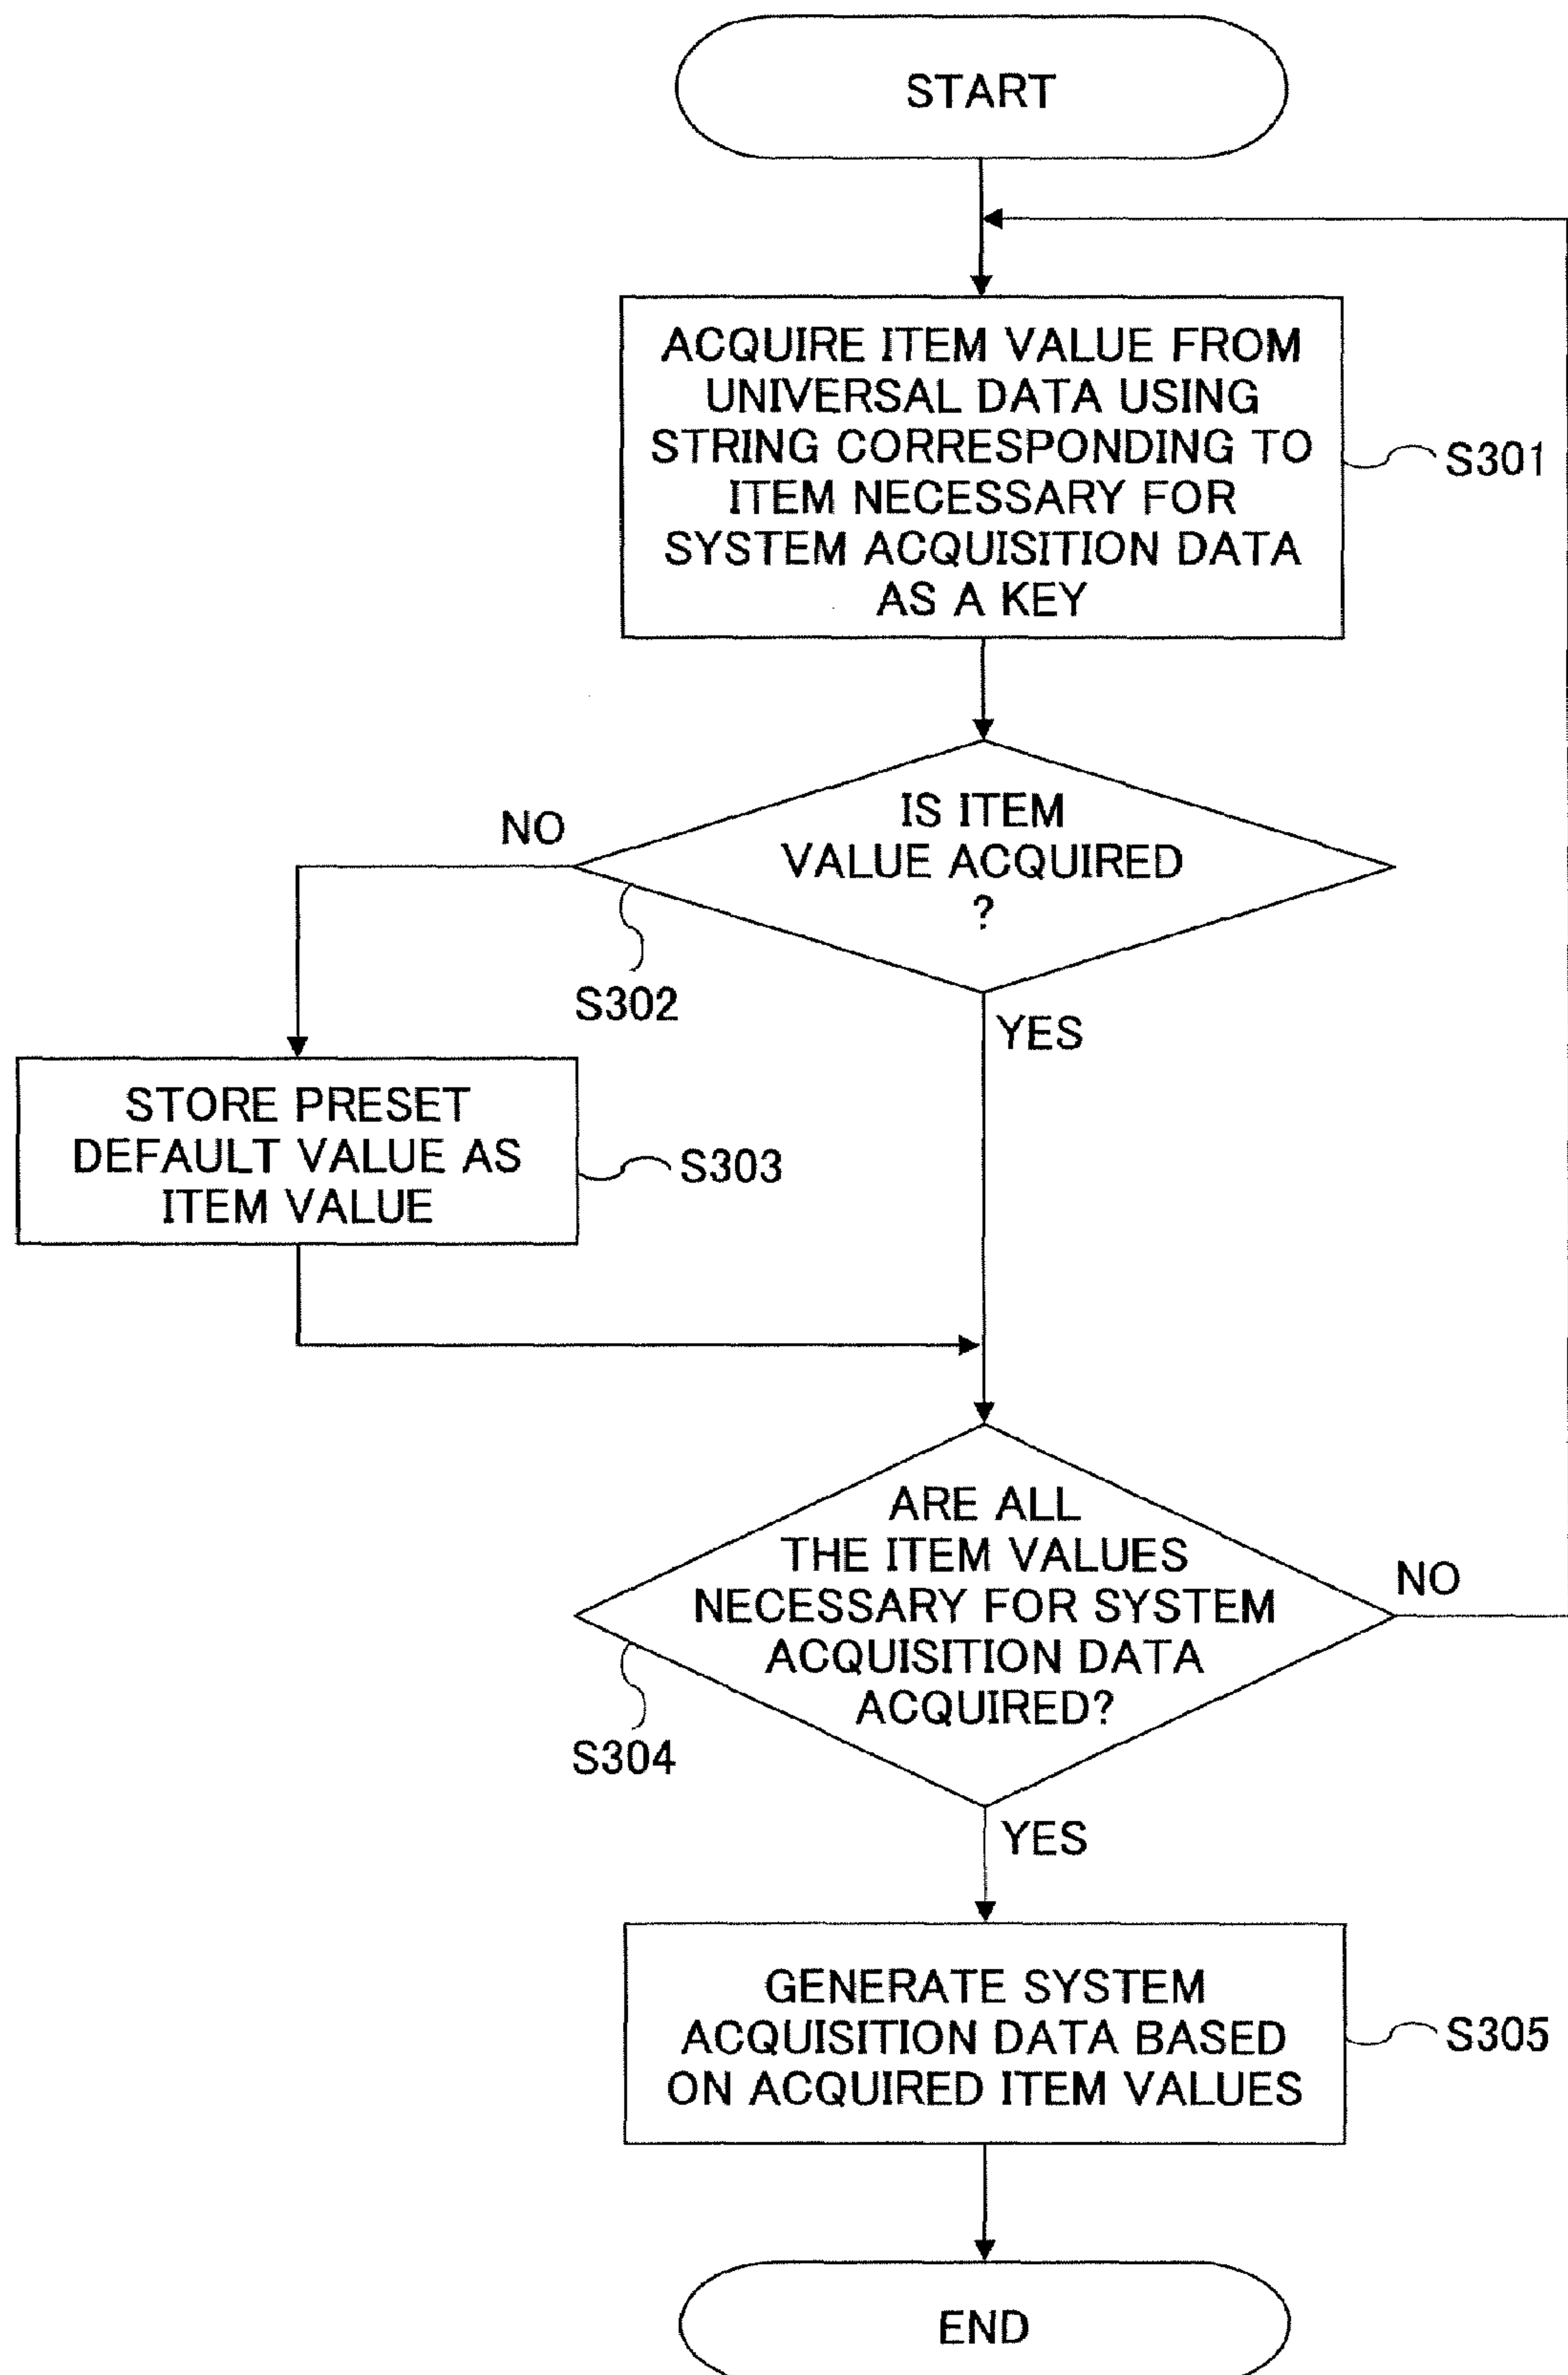 START
ACQUIRE ITEM VALUE FROM
UNIVERSAL DATA USING
STRING CORRESPONDING TO
ITEM NECESSARY FOR
SYSTEM ACQUISITION DATA
AS A KEY
S301
IS ITEM
VALUE ACQUIRED
?
NO
S302
YES
STORE PRESET
DEFAULT VALUE AS
ITEM VALUE
S303
ARE ALL
THE ITEM VALUES
NECESSARY FOR SYSTEM
ACQUISITION DATA
ACQUIRED?
NO
S304
YES
GENERATE SYSTEM
ACQUISITION DATA BASED
ON ACQUIRED ITEM VALUES
S305
END